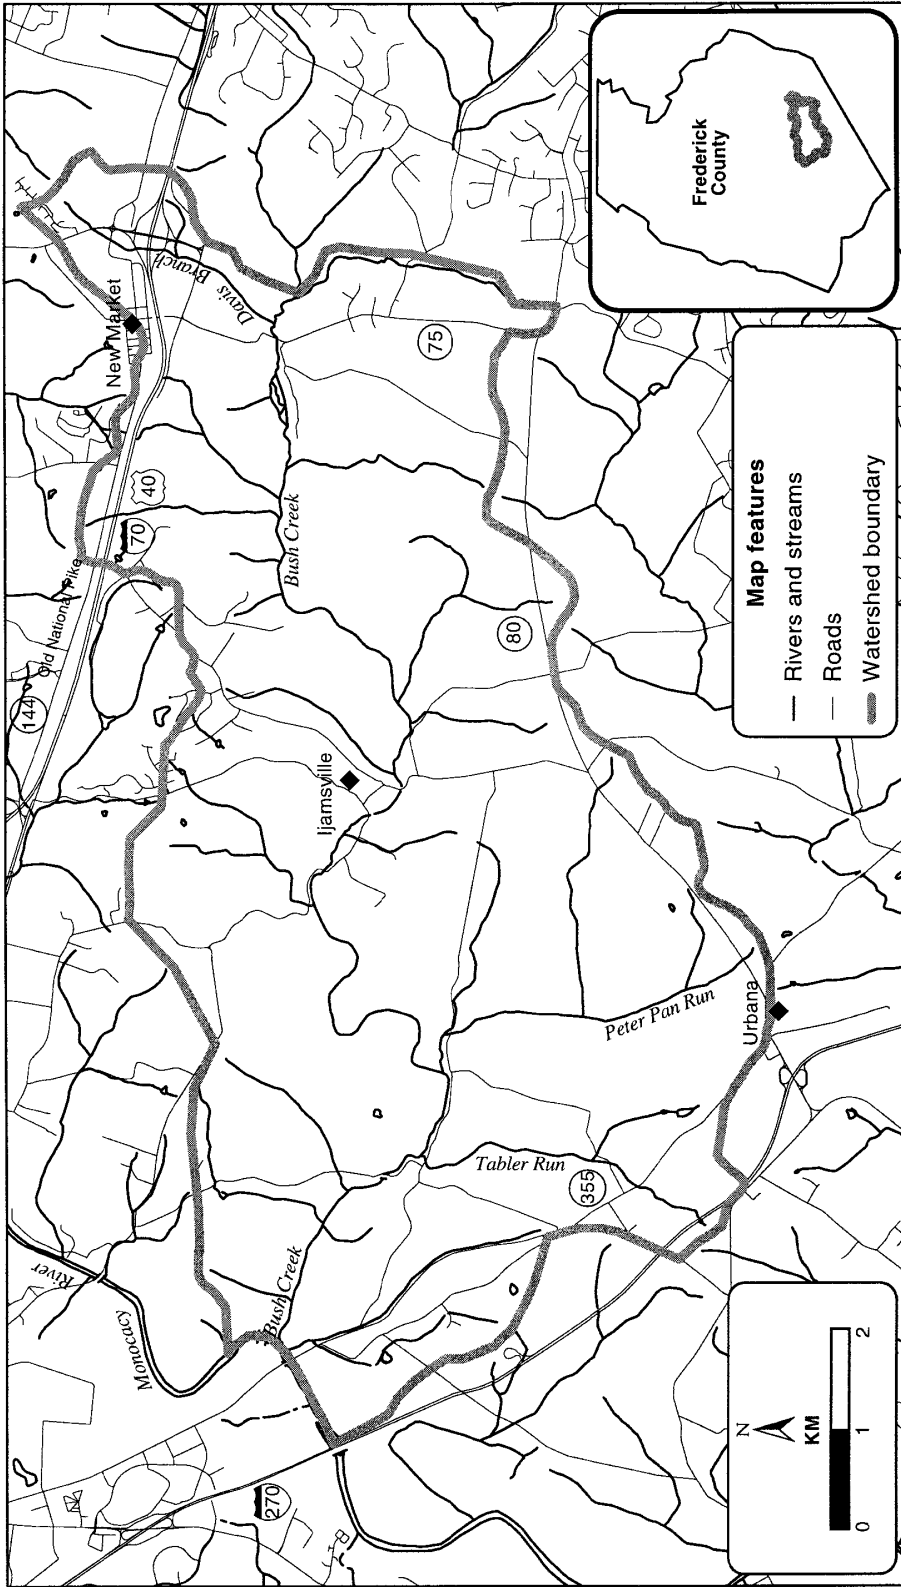 Monocacy
River
144
Old National Pike
70
40
New Market
Davis
Branch
Bush Creek
75
Ijamsville
80
Bush Creek
Tabler Run
355
Peter Pan Run
Urbana
270
N
KM
0 1 2
Map features
Rivers and streams
Roads
Watershed boundary
Frederick
County